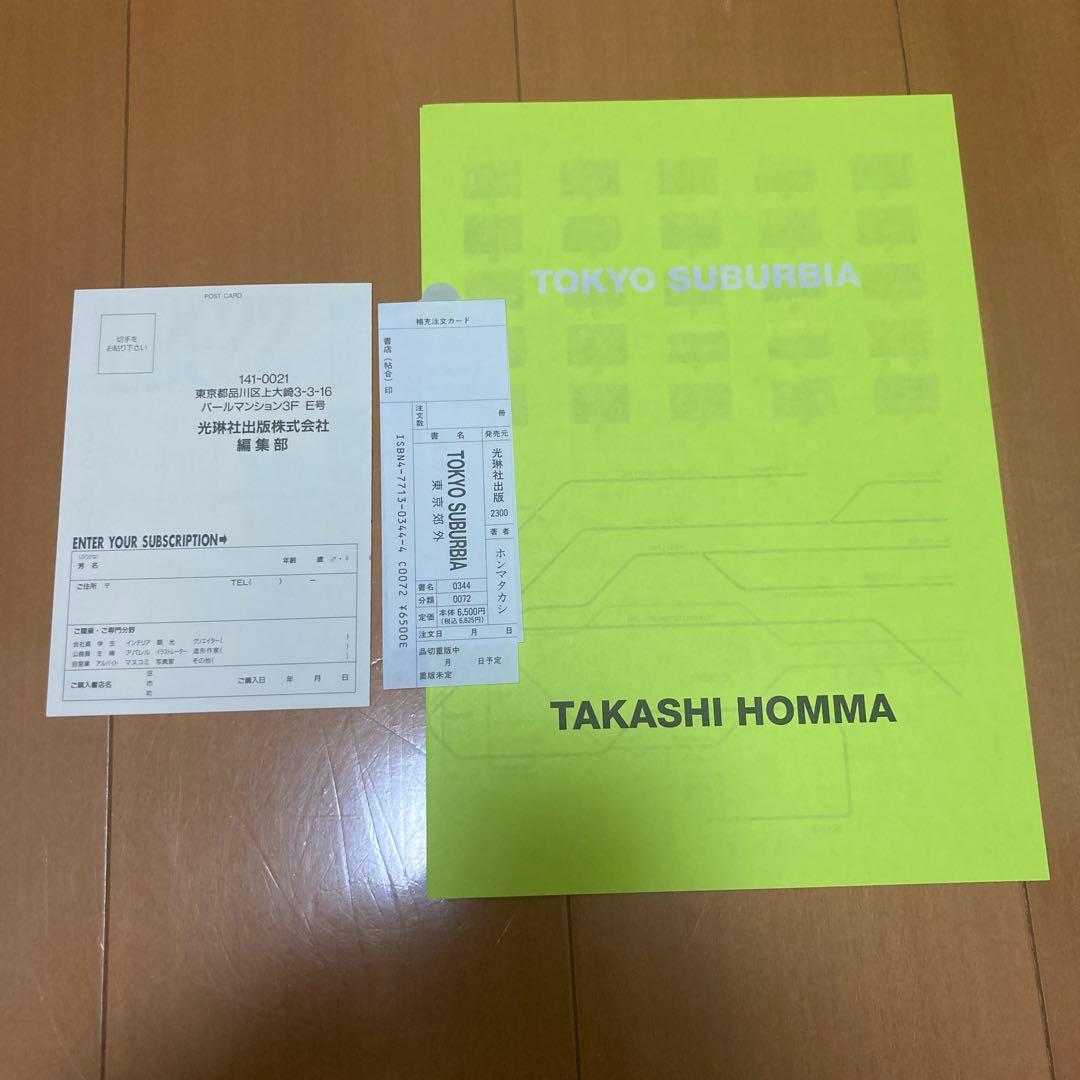 POST CARD
切手を
お貼り下さい
141-0021
東京都品川区上大崎3-3-16
パールマンション3F E号
光琳社出版株式会社
編集部
ENTER YOUR SUBSCRIPTION➡
(ふりがな)
芳名 年齢 歳 ♂・♀
ご住所 〒 TEL( ) −
ご職業・ご専門分野
会社員 学生 インテリア 観光 クリエイター( )
公務員 主婦 アパレル イラストレーター 造形作家( )
自営業 アルバイト マスコミ 写真家 その他( )
ご購入書店名 区市町 ご購入日 年 月 日
補充注文カード
書店(帖合)印
注文数 冊
書名 発売元
TOKYO SUBURBIA
東京郊外
光琳社出版
2300
著者
ホンマタカシ
書名 0344
分類 0072
定価 本体6,500円
(税込6,825円)
注文日 月 日
品切重版中
月 日予定
重版未定
ISBN4-7713-0344-4 C0072 ¥6500E
TOKYO SUBURBIA
TAKASHI HOMMA